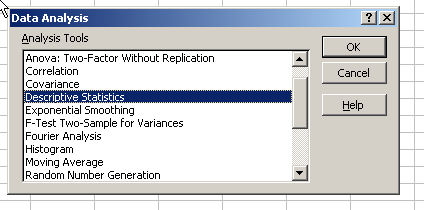 Data Analysis
Analysis Tools
Anova: Two-Factor Without Replication
Correlation
Covariance
Descriptive Statistics
Exponential Smoothing
F-Test Two-Sample for Variances
Fourier Analysis
Histogram
Moving Average
Random Number Generation
OK
Cancel
Help